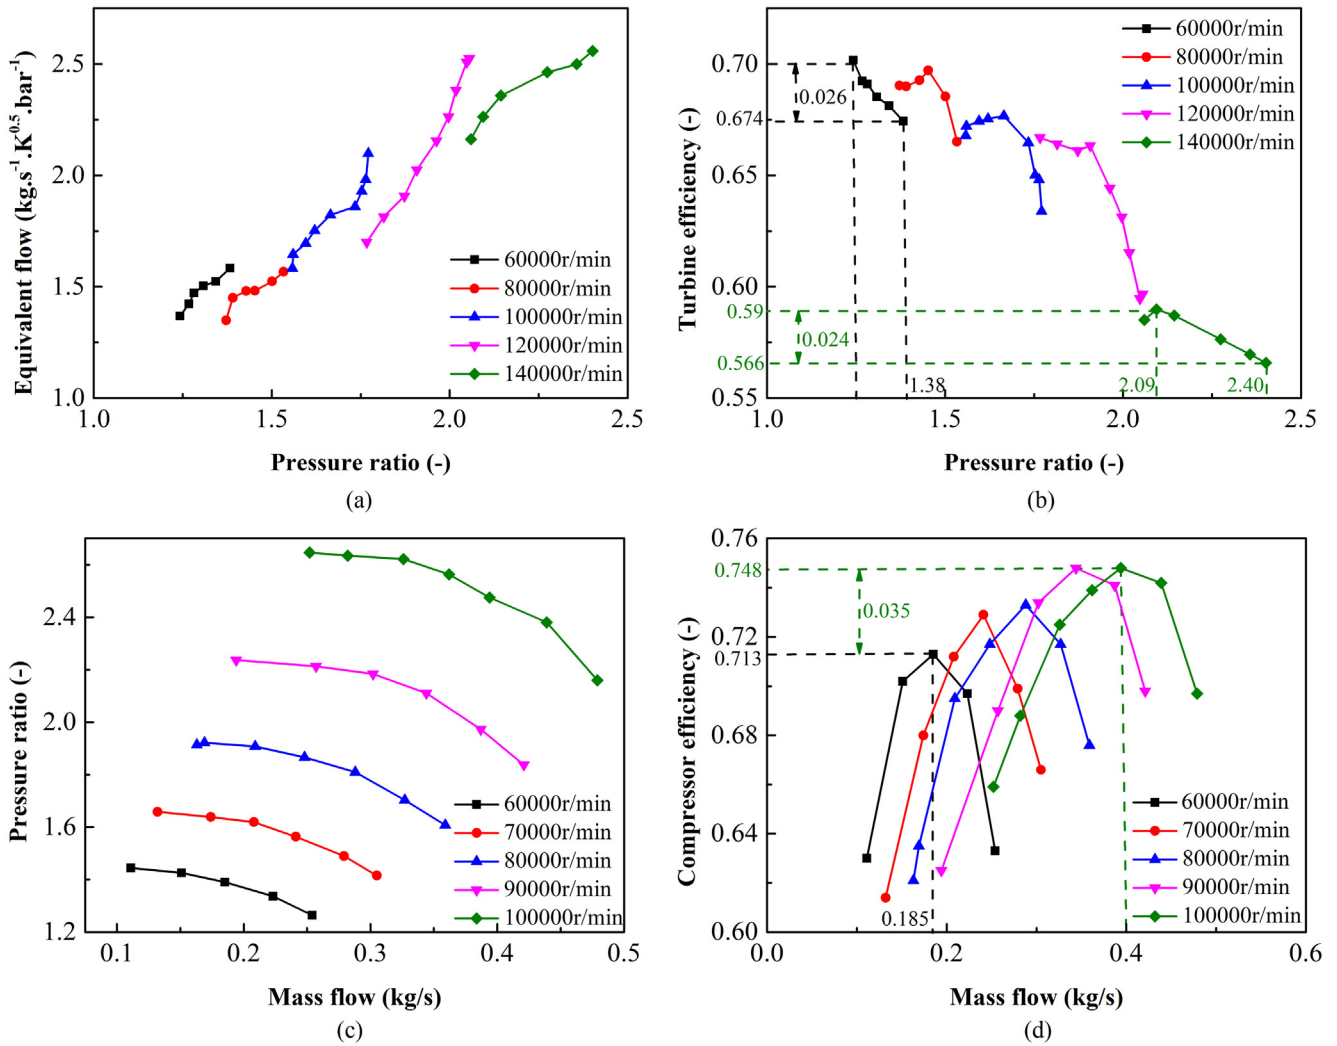 Equivalent flow (kg.s⁻¹.K⁰·⁵.bar⁻¹)
2.5
2.0
1.5
1.0
60000r/min
80000r/min
100000r/min
120000r/min
140000r/min
1.0 1.5 2.0 2.5
Pressure ratio (-)
(a)
Turbine efficiency (-)
0.70
0.674
0.65
0.60
0.59
0.566
0.55
60000r/min
80000r/min
100000r/min
120000r/min
140000r/min
0.026
0.024
1.38
2.09
2.40
1.0 1.5 2.0 2.5
Pressure ratio (-)
(b)
Pressure ratio (-)
2.4
2.0
1.6
1.2
60000r/min
70000r/min
80000r/min
90000r/min
100000r/min
0.1 0.2 0.3 0.4 0.5
Mass flow (kg/s)
(c)
Compressor efficiency (-)
0.76
0.748
0.72
0.713
0.68
0.64
0.60
0.035
0.185
60000r/min
70000r/min
80000r/min
90000r/min
100000r/min
0.0 0.2 0.4 0.6
Mass flow (kg/s)
(d)